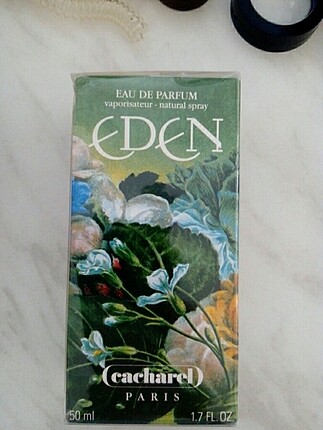 EAU DE PARFUM
vaporisateur - natural spray
EDEN
(cacharel)
PARIS
50 ml 1.7 FL. OZ